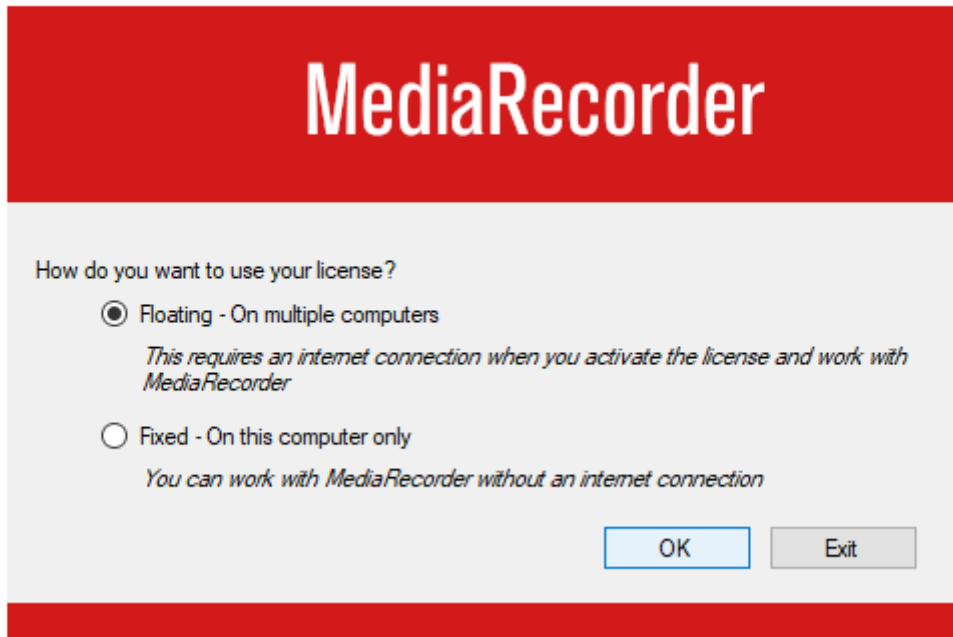 MediaRecorder
How do you want to use your license?
Floating - On multiple computers
This requires an internet connection when you activate the license and work with
MediaRecorder
Fixed - On this computer only
You can work with MediaRecorder without an internet connection
OK
Exit